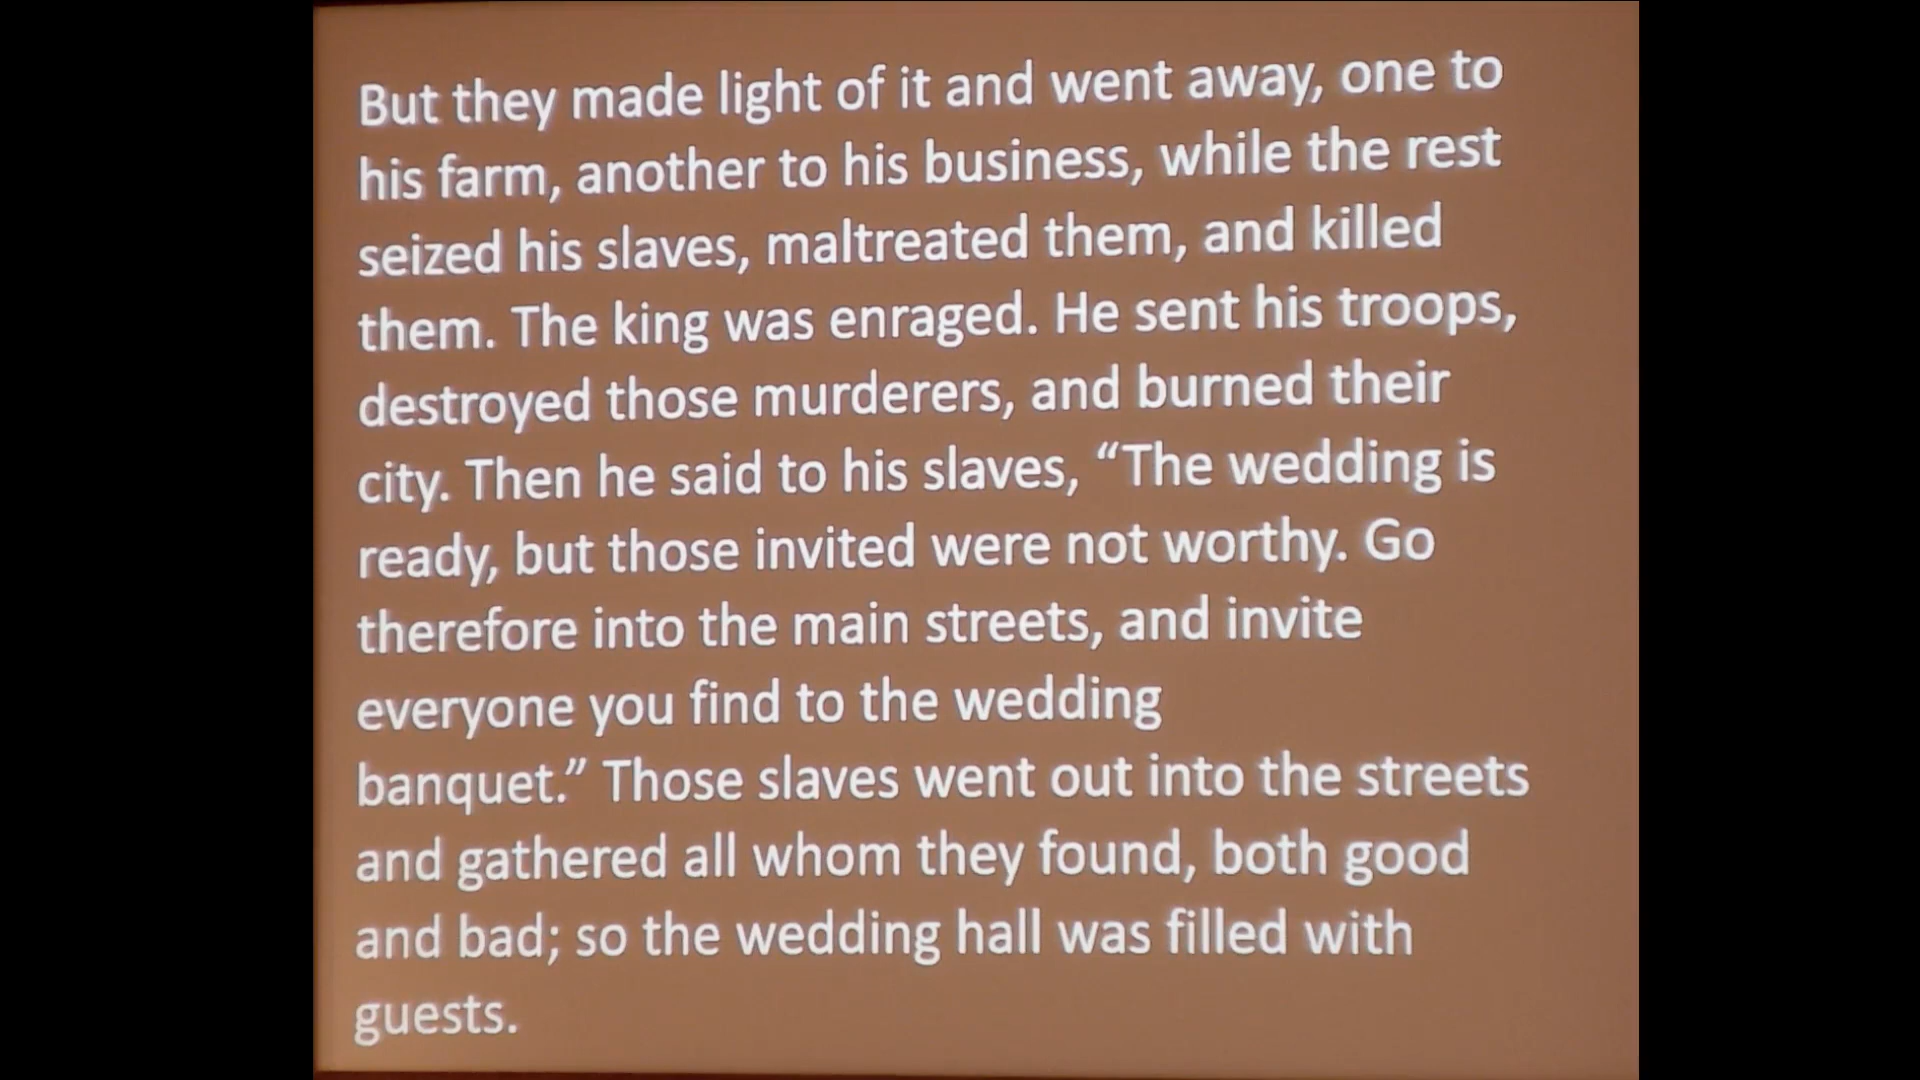 But they made light of it and went away, one to
his farm, another to his business, while the rest
seized his slaves, maltreated them, and killed
them. The king was enraged. He sent his troops,
destroyed those murderers, and burned their
city. Then he said to his slaves, “The wedding is
ready, but those invited were not worthy. Go
therefore into the main streets, and invite
everyone you find to the wedding
banquet.” Those slaves went out into the streets
and gathered all whom they found, both good
and bad; so the wedding hall was filled with
guests.